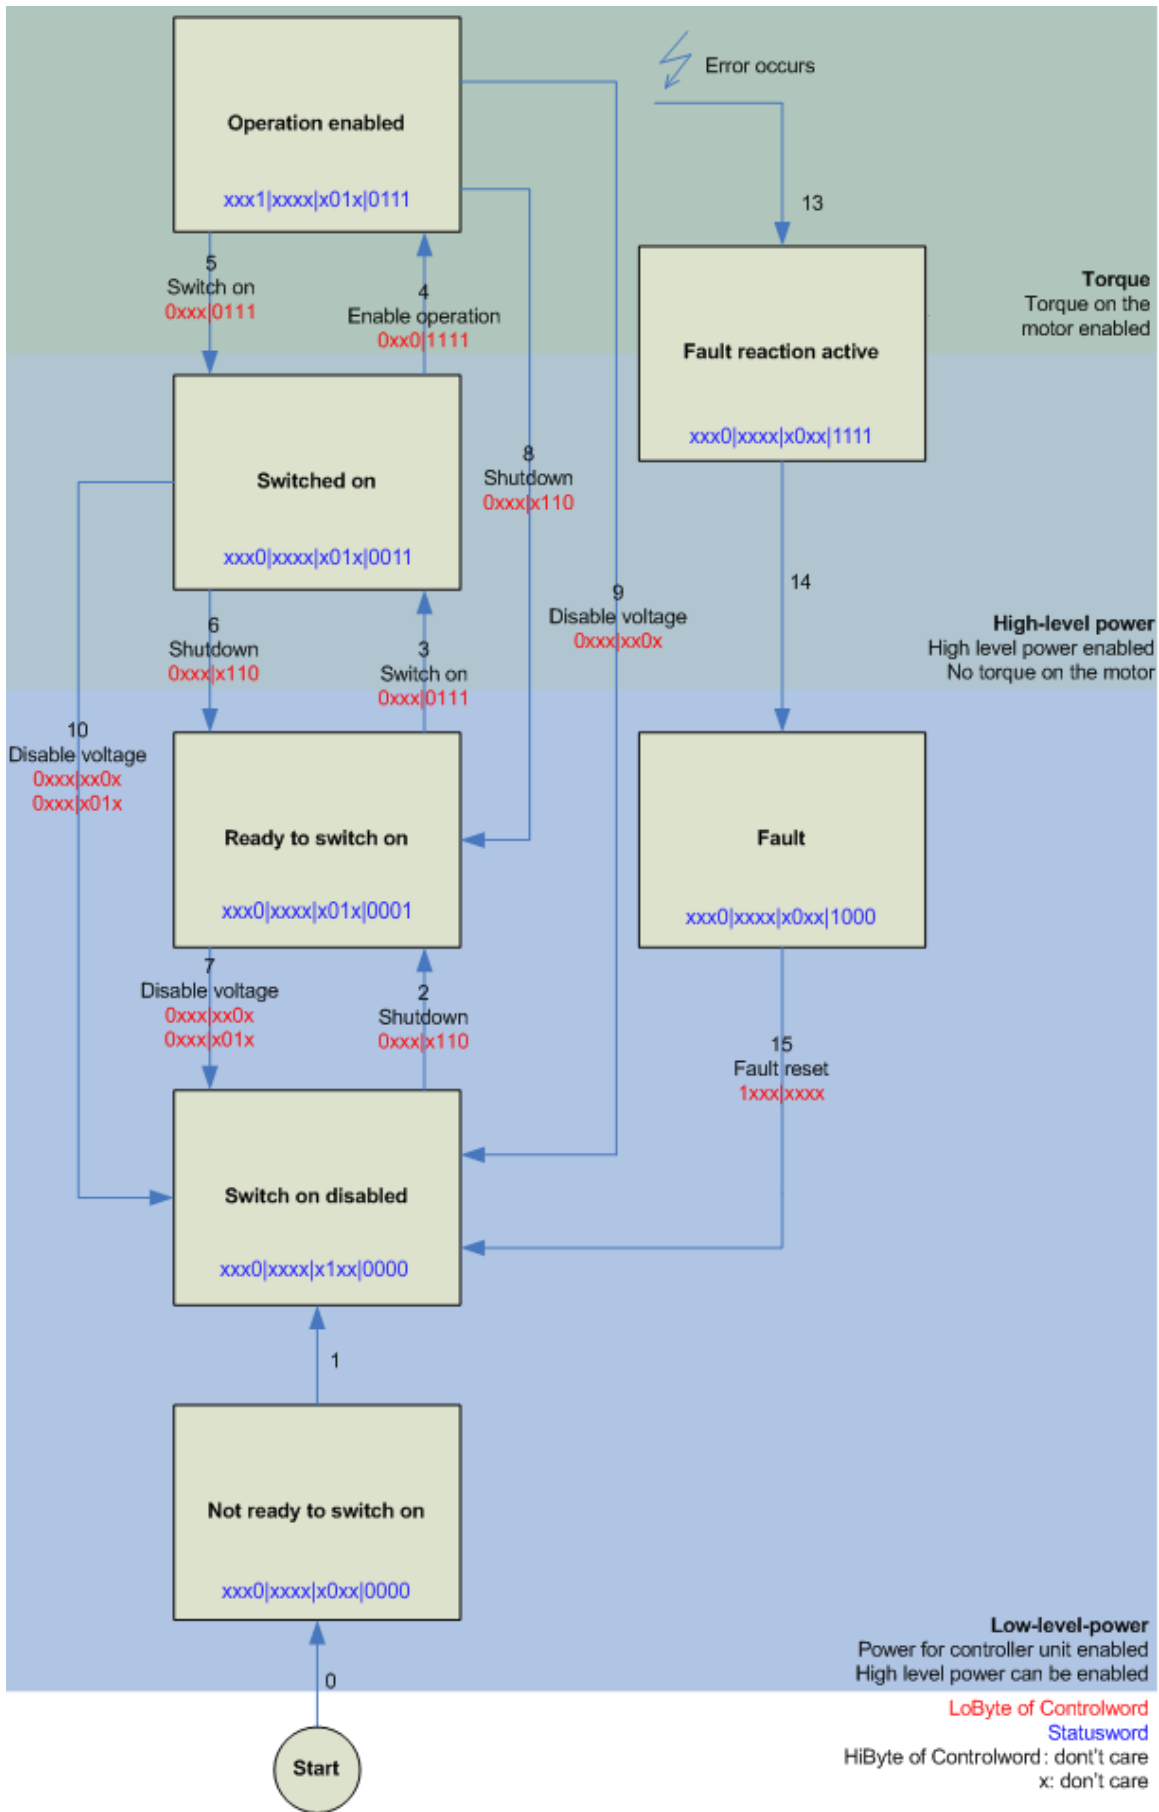 Operation enabled
xxx1|xxxx|x01x|0111
Error occurs
13
5
Switch on
0xxx|0111
4
Enable operation
0xx0|1111
Torque
Torque on the
motor enabled
Fault reaction active
xxx0|xxxx|x0xx|1111
Switched on
xxx0|xxxx|x01x|0011
8
Shutdown
0xxx|x110
14
9
Disable voltage
0xxx|xx0x
High-level power
High level power enabled
No torque on the motor
6
Shutdown
0xxx|x110
3
Switch on
0xxx|0111
10
Disable voltage
0xxx|xx0x
0xxx|x01x
Ready to switch on
xxx0|xxxx|x01x|0001
Fault
xxx0|xxxx|x0xx|1000
7
Disable voltage
0xxx|xx0x
0xxx|x01x
2
Shutdown
0xxx|x110
15
Fault reset
1xxx|xxxx
Switch on disabled
xxx0|xxxx|x1xx|0000
1
Not ready to switch on
xxx0|xxxx|x0xx|0000
Low-level-power
Power for controller unit enabled
High level power can be enabled
0
Start
LoByte of Controlword
Statusword
HiByte of Controlword: dont't care
x: don't care